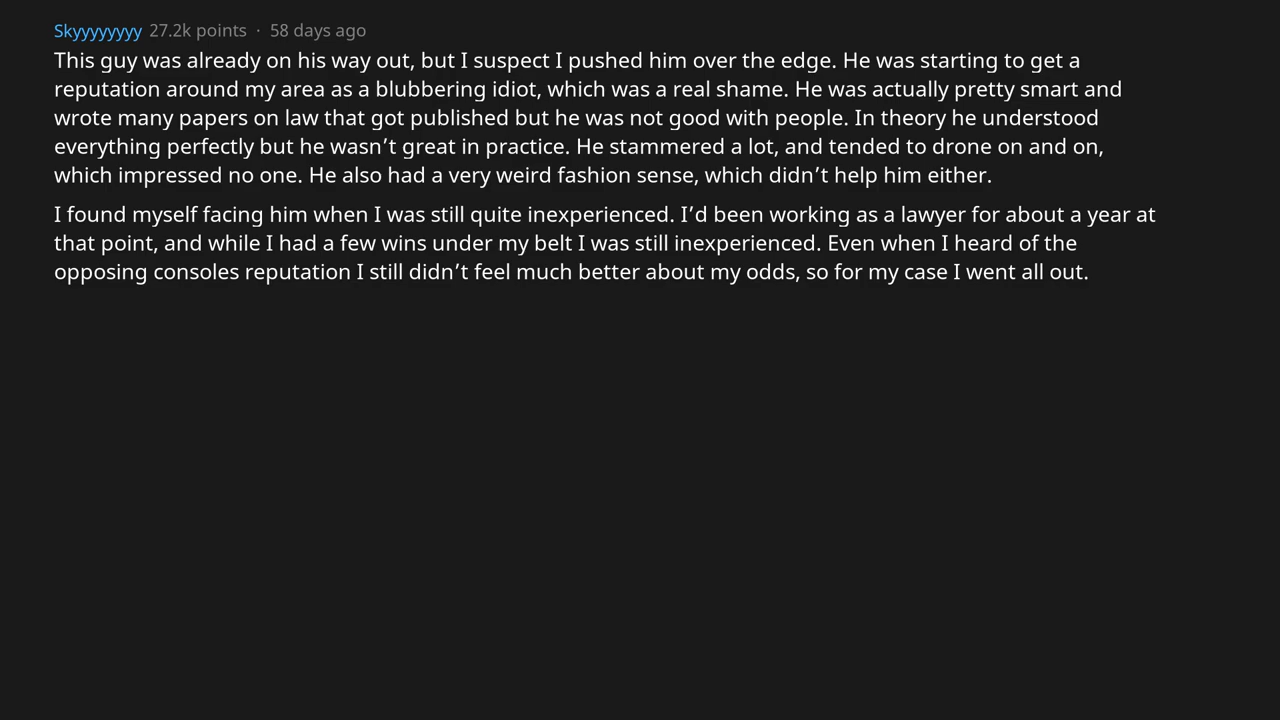 Skyyyyyyyy 27.2k points · 58 days ago
This guy was already on his way out, but I suspect I pushed him over the edge. He was starting to get a
reputation around my area as a blubbering idiot, which was a real shame. He was actually pretty smart and
wrote many papers on law that got published but he was not good with people. In theory he understood
everything perfectly but he wasn’t great in practice. He stammered a lot, and tended to drone on and on,
which impressed no one. He also had a very weird fashion sense, which didn’t help him either.
I found myself facing him when I was still quite inexperienced. I’d been working as a lawyer for about a year at
that point, and while I had a few wins under my belt I was still inexperienced. Even when I heard of the
opposing consoles reputation I still didn’t feel much better about my odds, so for my case I went all out.